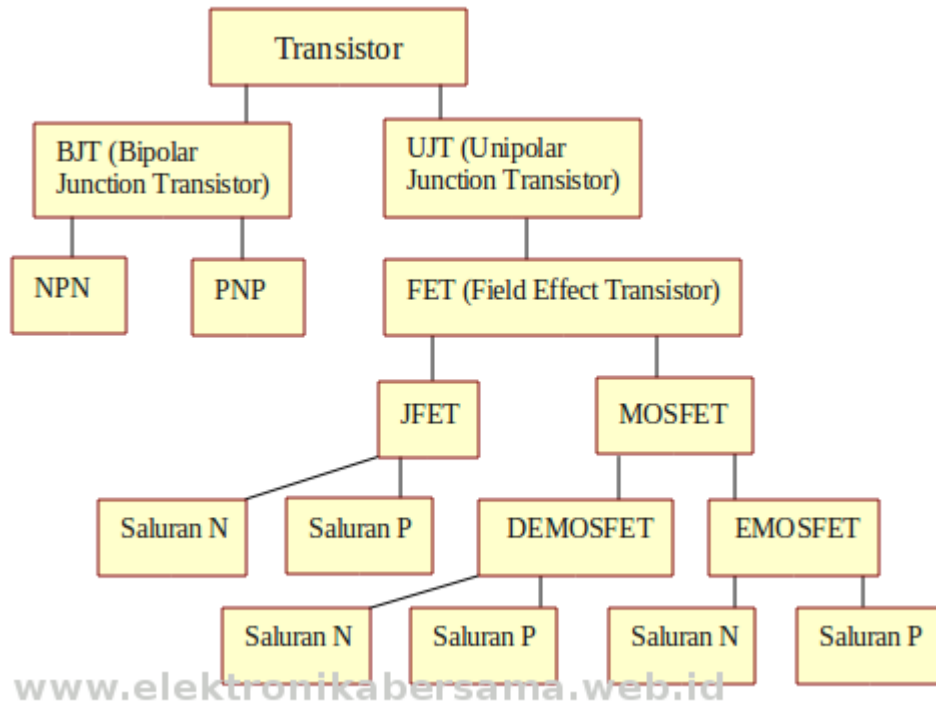 Transistor
BJT (Bipolar
Junction Transistor)
UJT (Unipolar
Junction Transistor)
NPN
PNP
FET (Field Effect Transistor)
JFET
MOSFET
Saluran N
Saluran P
DEMOSFET
EMOSFET
Saluran N
Saluran P
Saluran N
Saluran P
www.elektronikabersama.web.id